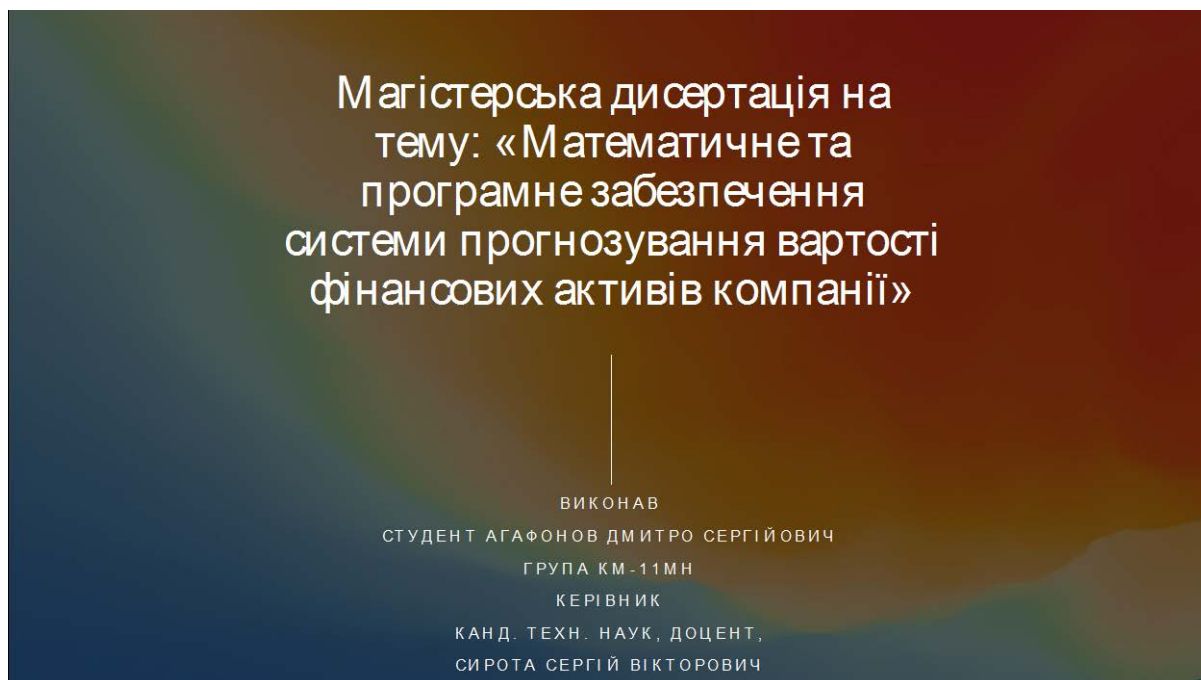 Магістерська дисертація на
тему: «Математичне та
програмне забезпечення
системи прогнозування вартості
фінансових активів компанії»
ВИКОНАВ
СТУДЕНТ АГАФОНОВ ДМИТРО СЕРГІЙОВИЧ
ГРУПА КМ-11МН
КЕРІВНИК
КАНД. ТЕХН. НАУК, ДОЦЕНТ,
СИРОТА СЕРГІЙ ВІКТОРОВИЧ